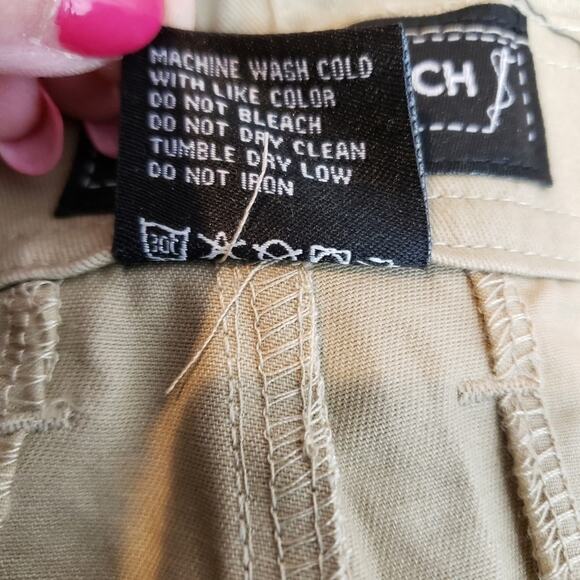 MACHINE WASH COLD
WITH LIKE COLOR
DO NOT BLEACH
DO NOT DRY CLEAN
TUMBLE DRY LOW
DO NOT IRON
30C
CH